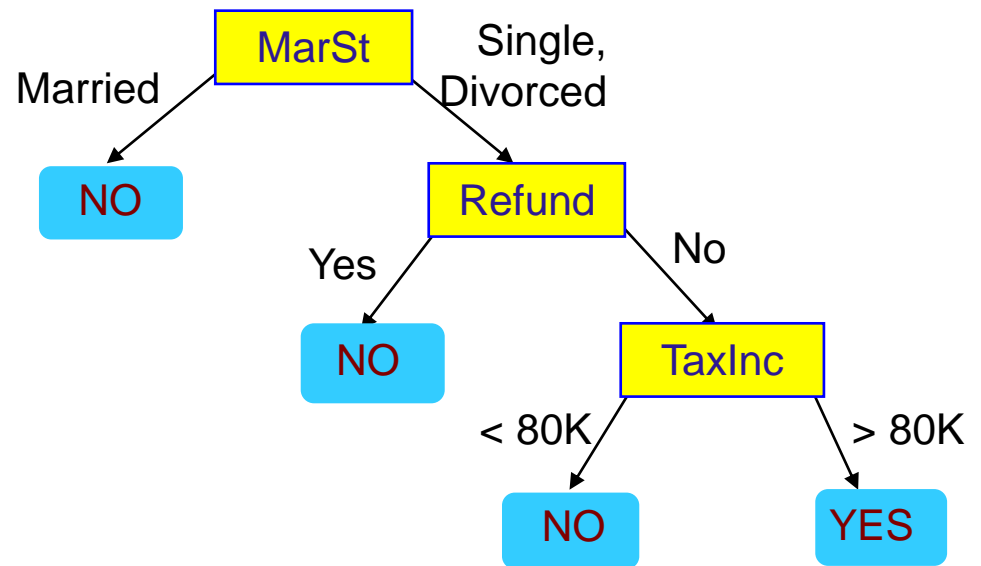 MarSt
Single,
Divorced
Married
NO
Refund
Yes
No
NO
TaxInc
< 80K
> 80K
NO
YES